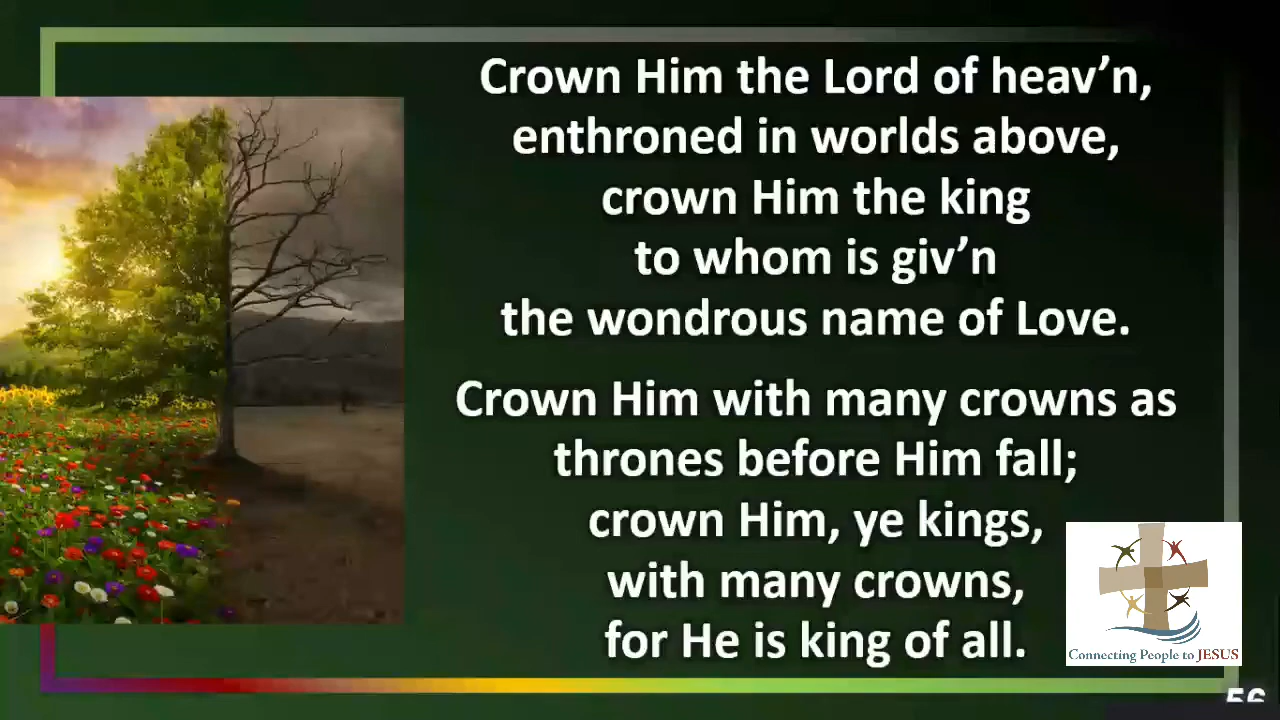 Crown Him the Lord of heav’n,
enthroned in worlds above,
crown Him the king
to whom is giv’n
the wondrous name of Love.
Crown Him with many crowns as
thrones before Him fall;
crown Him, ye kings,
with many crowns,
for He is king of all.
Connecting People to JESUS
56